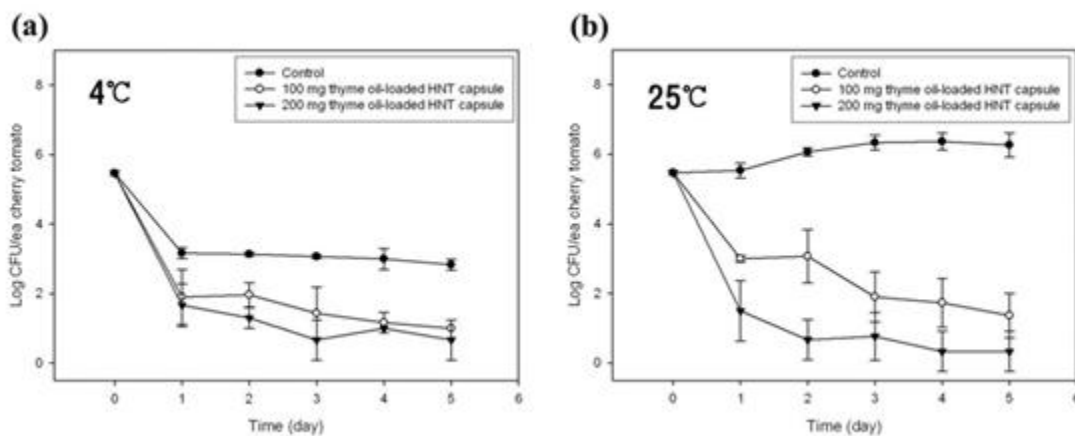 (a)
4℃
Control
100 mg thyme oil-loaded HNT capsule
200 mg thyme oil-loaded HNT capsule
Log CFU/ea cherry tomato
8
6
4
2
0
0 1 2 3 4 5 6
Time (day)
(b)
25℃
Control
100 mg thyme oil-loaded HNT capsule
200 mg thyme oil-loaded HNT capsule
Log CFU/ea cherry tomato
8
6
4
2
0
0 1 2 3 4 5 6
Time (day)